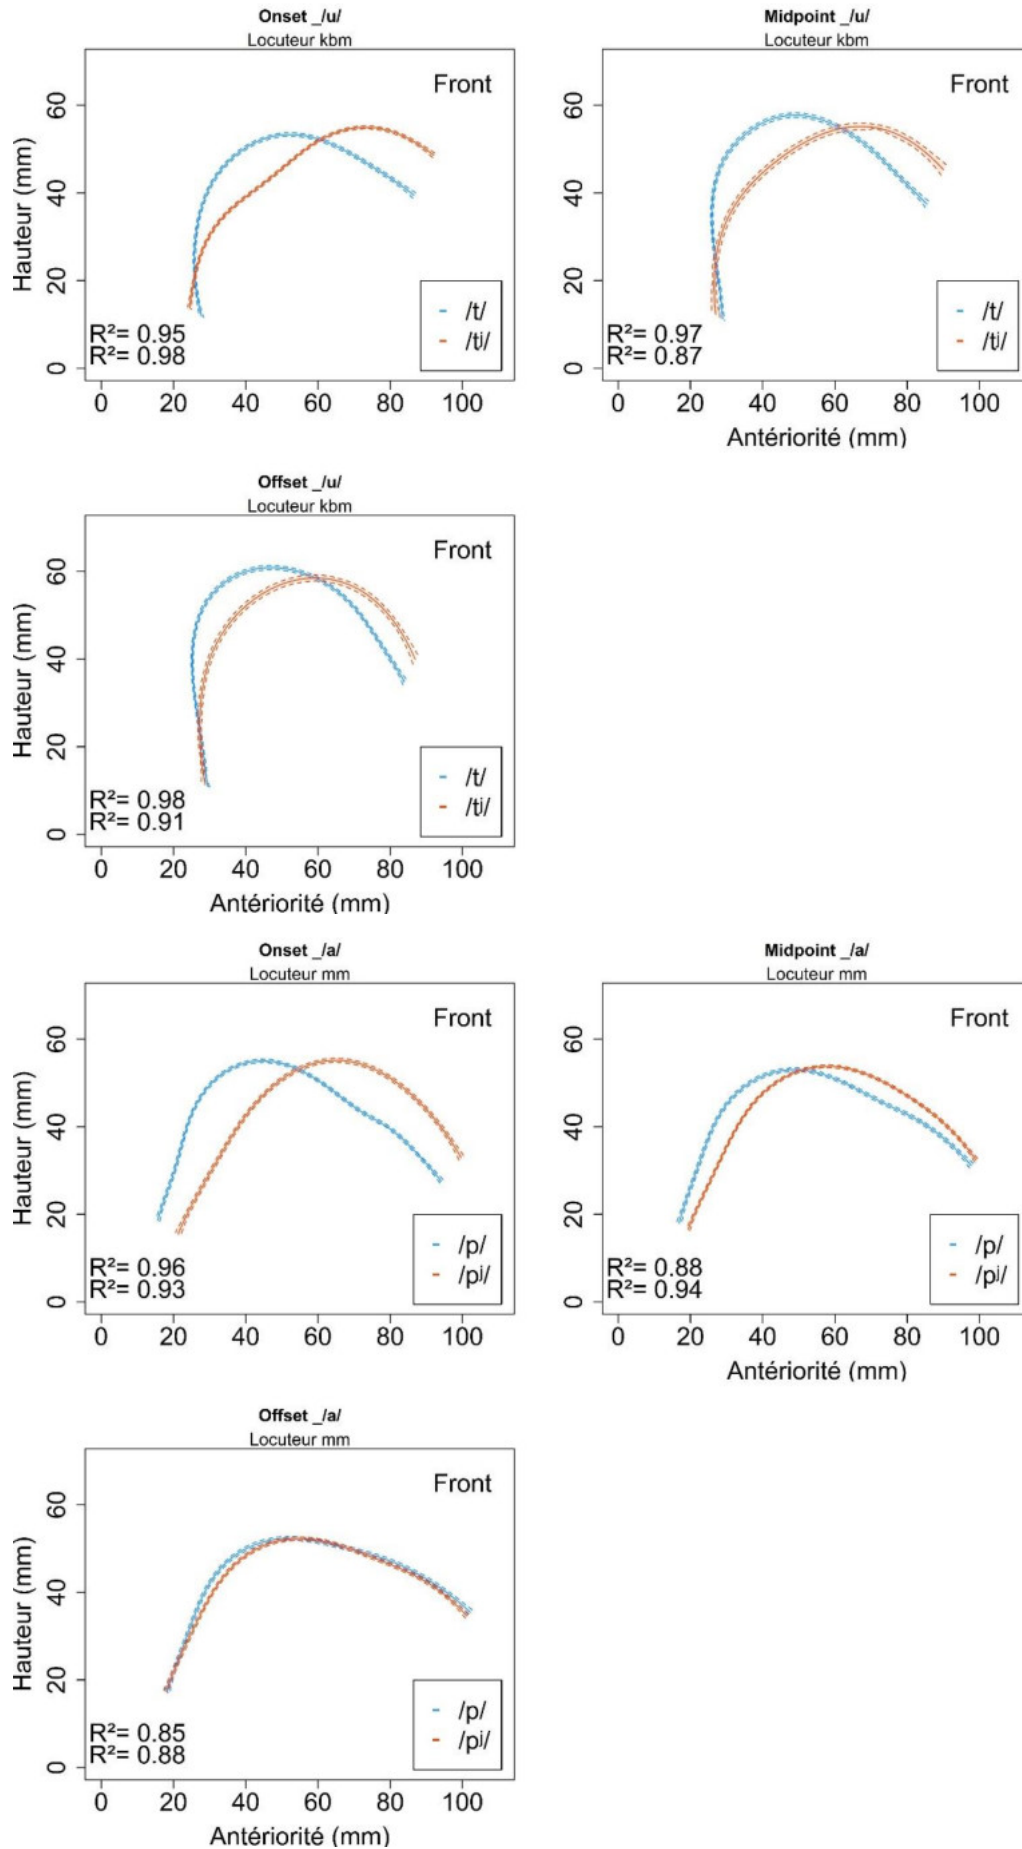 Onset _/u/
Locuteur kbm
Front
Hauteur (mm)
60
40
20
0
R²= 0.95
R²= 0.98
/t/
/tʲ/
0 20 40 60 80 100
Midpoint _/u/
Locuteur kbm
Front
60
40
20
0
R²= 0.97
R²= 0.87
/t/
/tʲ/
0 20 40 60 80 100
Antériorité (mm)
Offset _/u/
Locuteur kbm
Front
Hauteur (mm)
60
40
20
0
R²= 0.98
R²= 0.91
/t/
/tʲ/
0 20 40 60 80 100
Antériorité (mm)
Onset _/a/
Locuteur mm
Front
Hauteur (mm)
60
40
20
0
R²= 0.96
R²= 0.93
/p/
/pʲ/
0 20 40 60 80 100
Midpoint _/a/
Locuteur mm
Front
60
40
20
0
R²= 0.88
R²= 0.94
/p/
/pʲ/
0 20 40 60 80 100
Antériorité (mm)
Offset _/a/
Locuteur mm
Front
Hauteur (mm)
60
40
20
0
R²= 0.85
R²= 0.88
/p/
/pʲ/
0 20 40 60 80 100
Antériorité (mm)